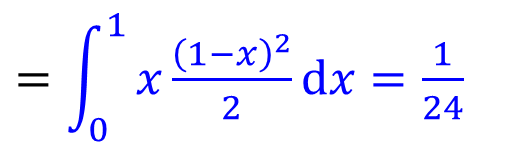 = ∫₀¹ x (1−x)²/2 dx = 1/24